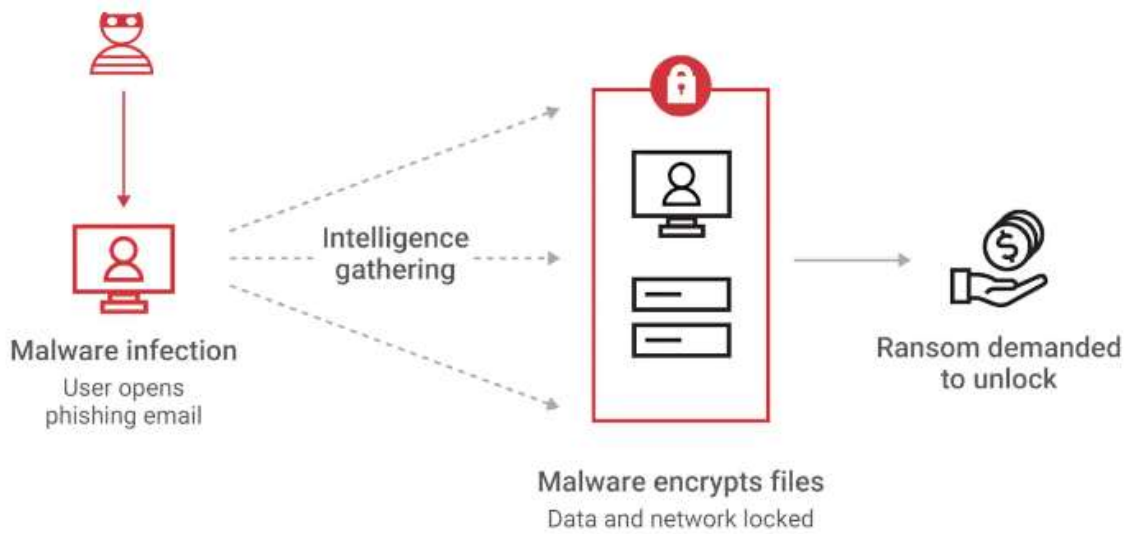 Intelligence
gathering
Malware infection
User opens
phishing email
Ransom demanded
to unlock
Malware encrypts files
Data and network locked